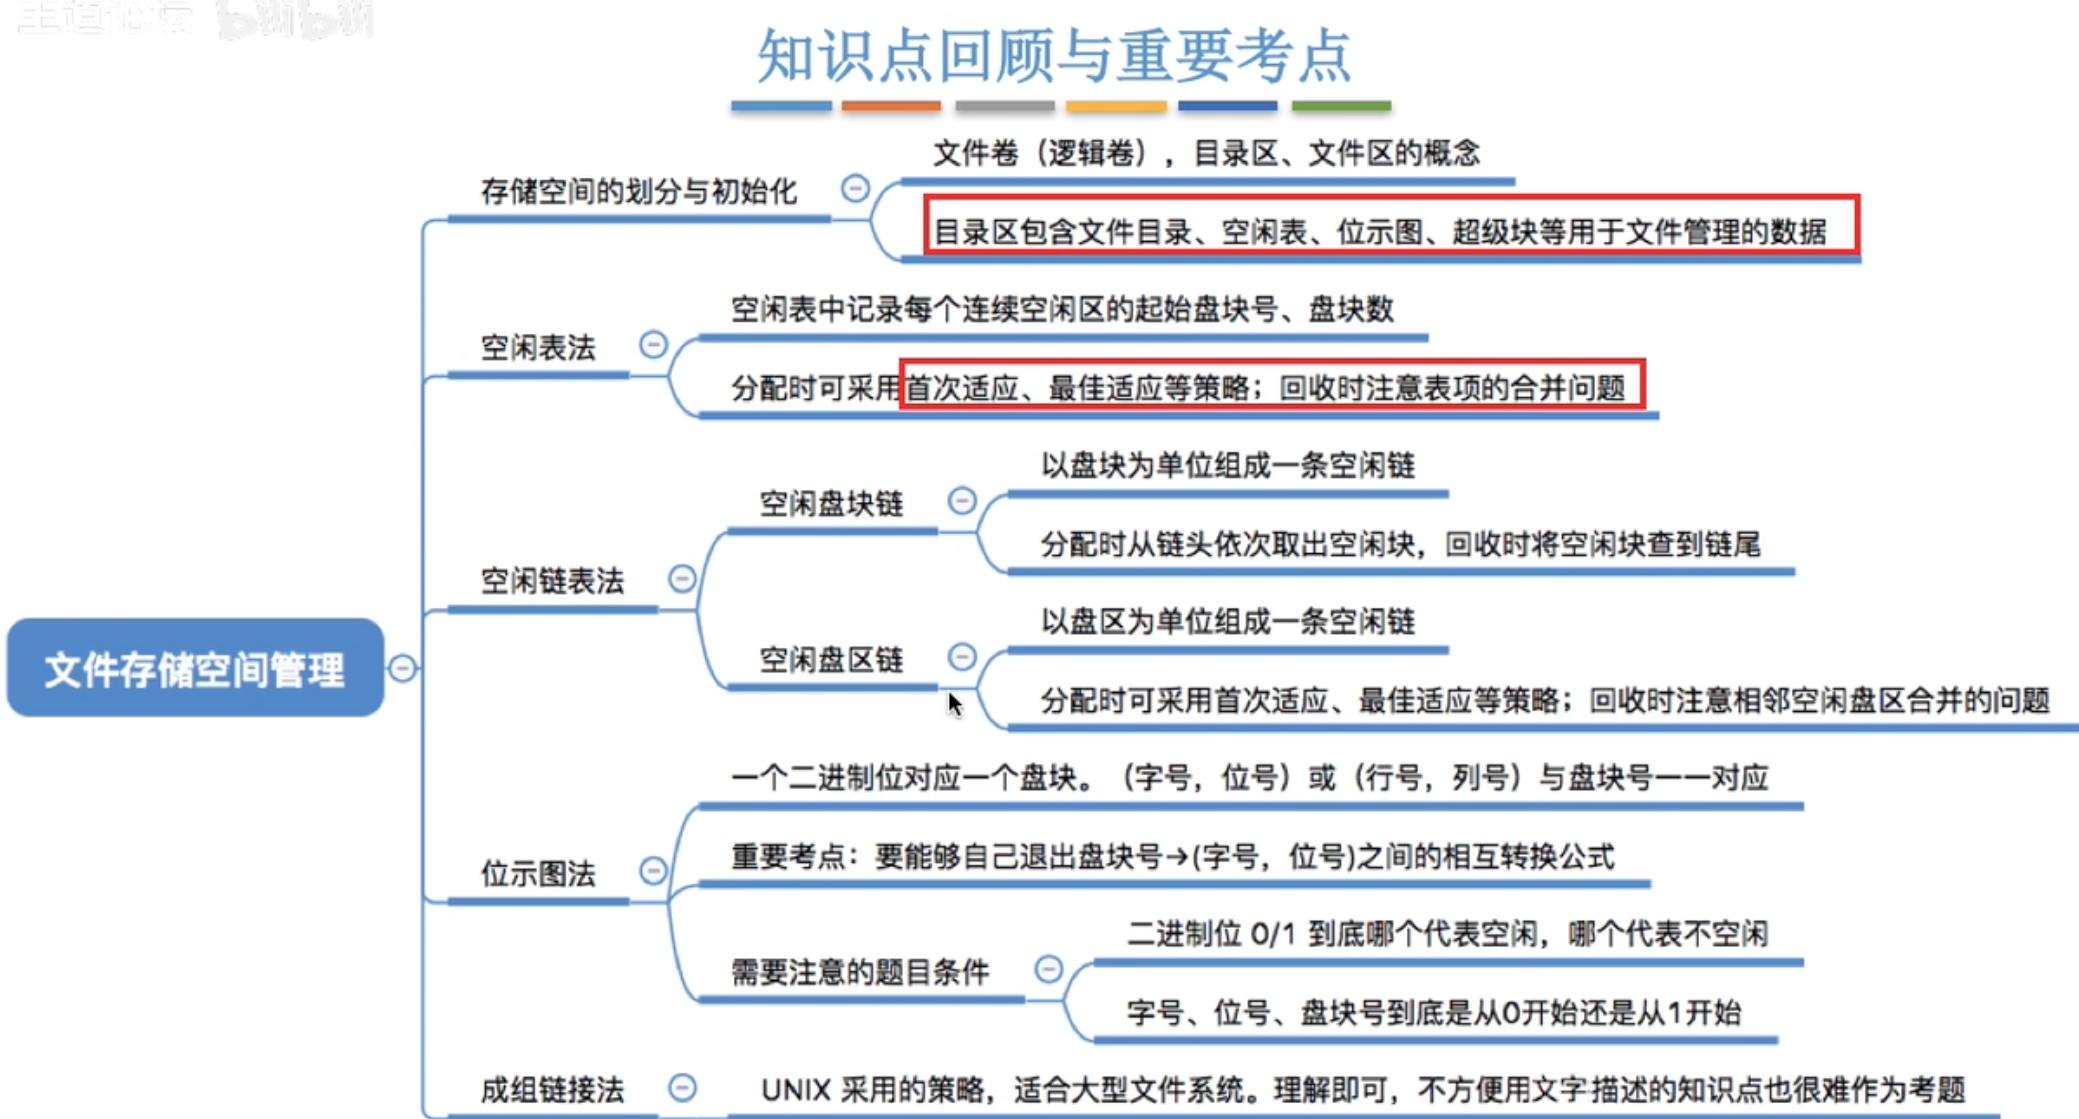 王道论坛 bilibili
知识点回顾与重要考点
存储空间的划分与初始化
文件卷（逻辑卷），目录区、文件区的概念
目录区包含文件目录、空闲表、位示图、超级块等用于文件管理的数据
空闲表法
空闲表中记录每个连续空闲区的起始盘块号、盘块数
分配时可采用首次适应、最佳适应等策略；回收时注意表项的合并问题
空闲链表法
空闲盘块链
以盘块为单位组成一条空闲链
分配时从链头依次取出空闲块，回收时将空闲块查到链尾
空闲盘区链
以盘区为单位组成一条空闲链
分配时可采用首次适应、最佳适应等策略；回收时注意相邻空闲盘区合并的问题
文件存储空间管理
位示图法
一个二进制位对应一个盘块。（字号，位号）或（行号，列号）与盘块号一一对应
重要考点：要能够自己退出盘块号→(字号，位号)之间的相互转换公式
需要注意的题目条件
二进制位 0/1 到底哪个代表空闲，哪个代表不空闲
字号、位号、盘块号到底是从0开始还是从1开始
成组链接法
UNIX 采用的策略，适合大型文件系统。理解即可，不方便用文字描述的知识点也很难作为考题